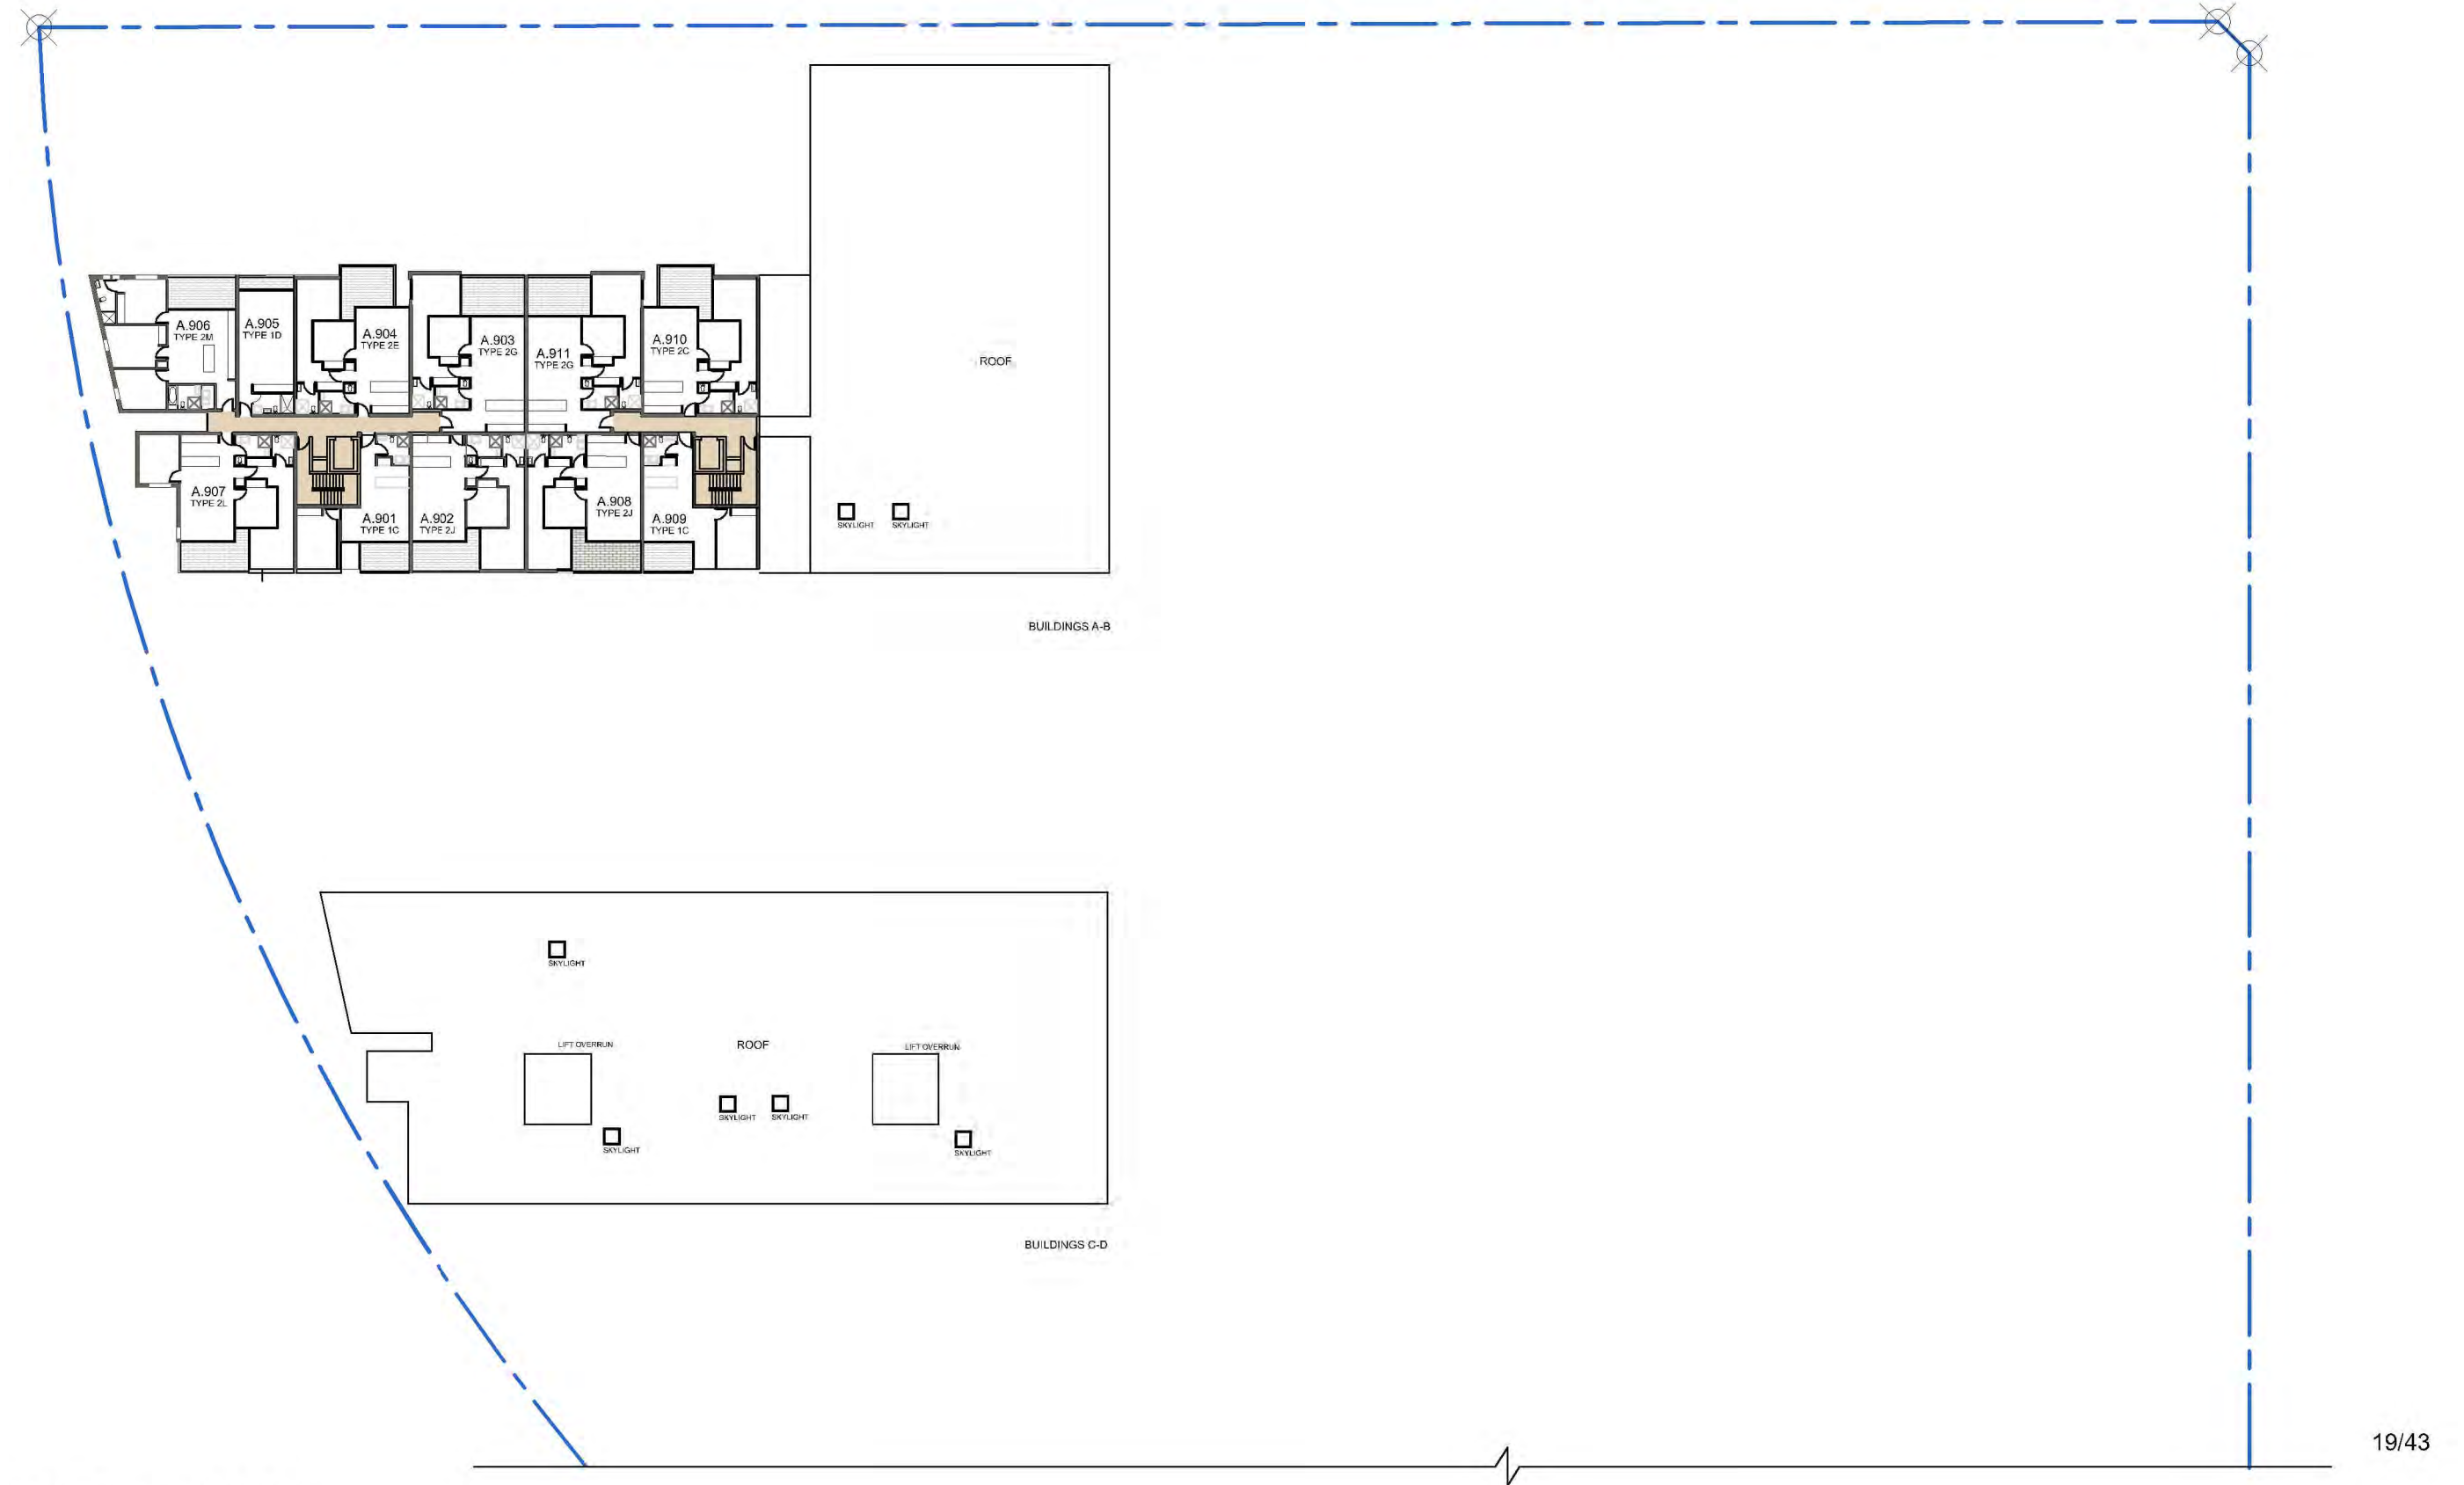 A.906
TYPE 2M
A.905
TYPE 1D
A.904
TYPE 2E
A.903
TYPE 2G
A.911
TYPE 2G
A.910
TYPE 2C
ROOF
A.907
TYPE 2L
A.901
TYPE 1C
A.902
TYPE 2J
A.908
TYPE 2J
A.909
TYPE 1C
SKYLIGHT
SKYLIGHT
BUILDINGS A-B
SKYLIGHT
LIFT OVERRUN
ROOF
LIFT OVERRUN
SKYLIGHT
SKYLIGHT
SKYLIGHT
SKYLIGHT
BUILDINGS C-D
19/43